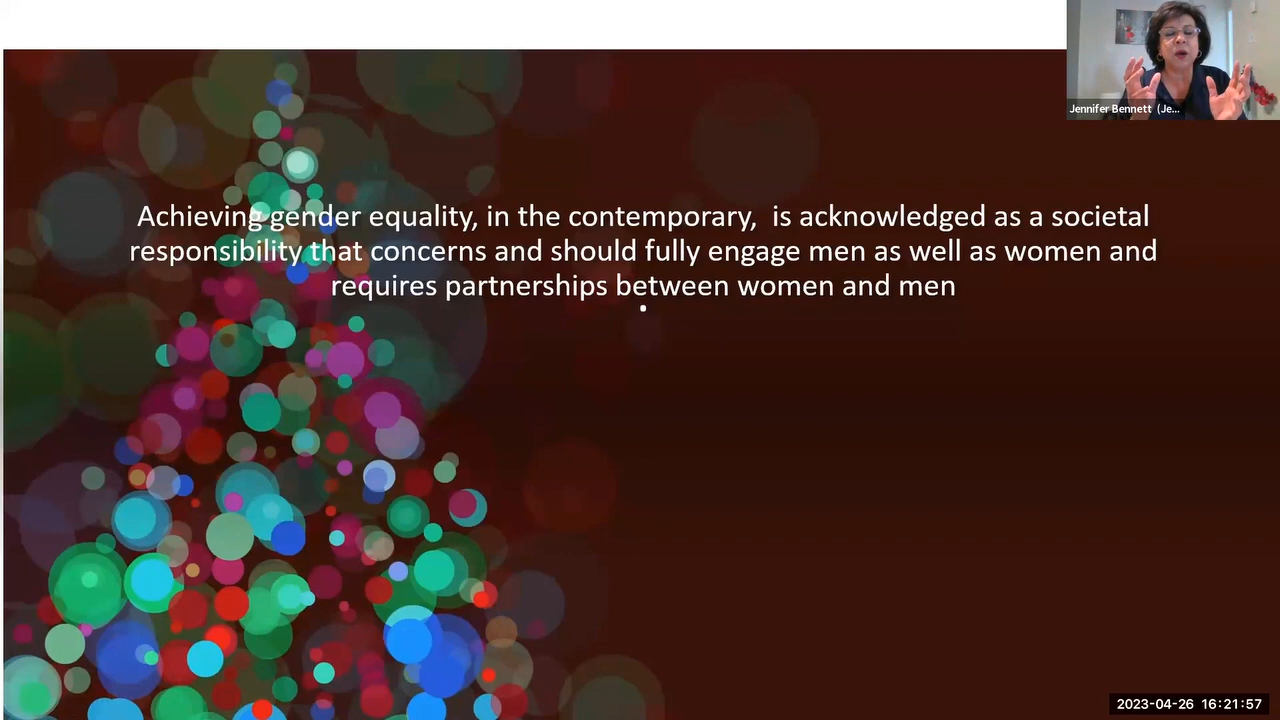 Jennifer Bennett (Je...
Achieving gender equality, in the contemporary,  is acknowledged as a societal
responsibility that concerns and should fully engage men as well as women and
requires partnerships between women and men
.
2023-04-26 16:21:57